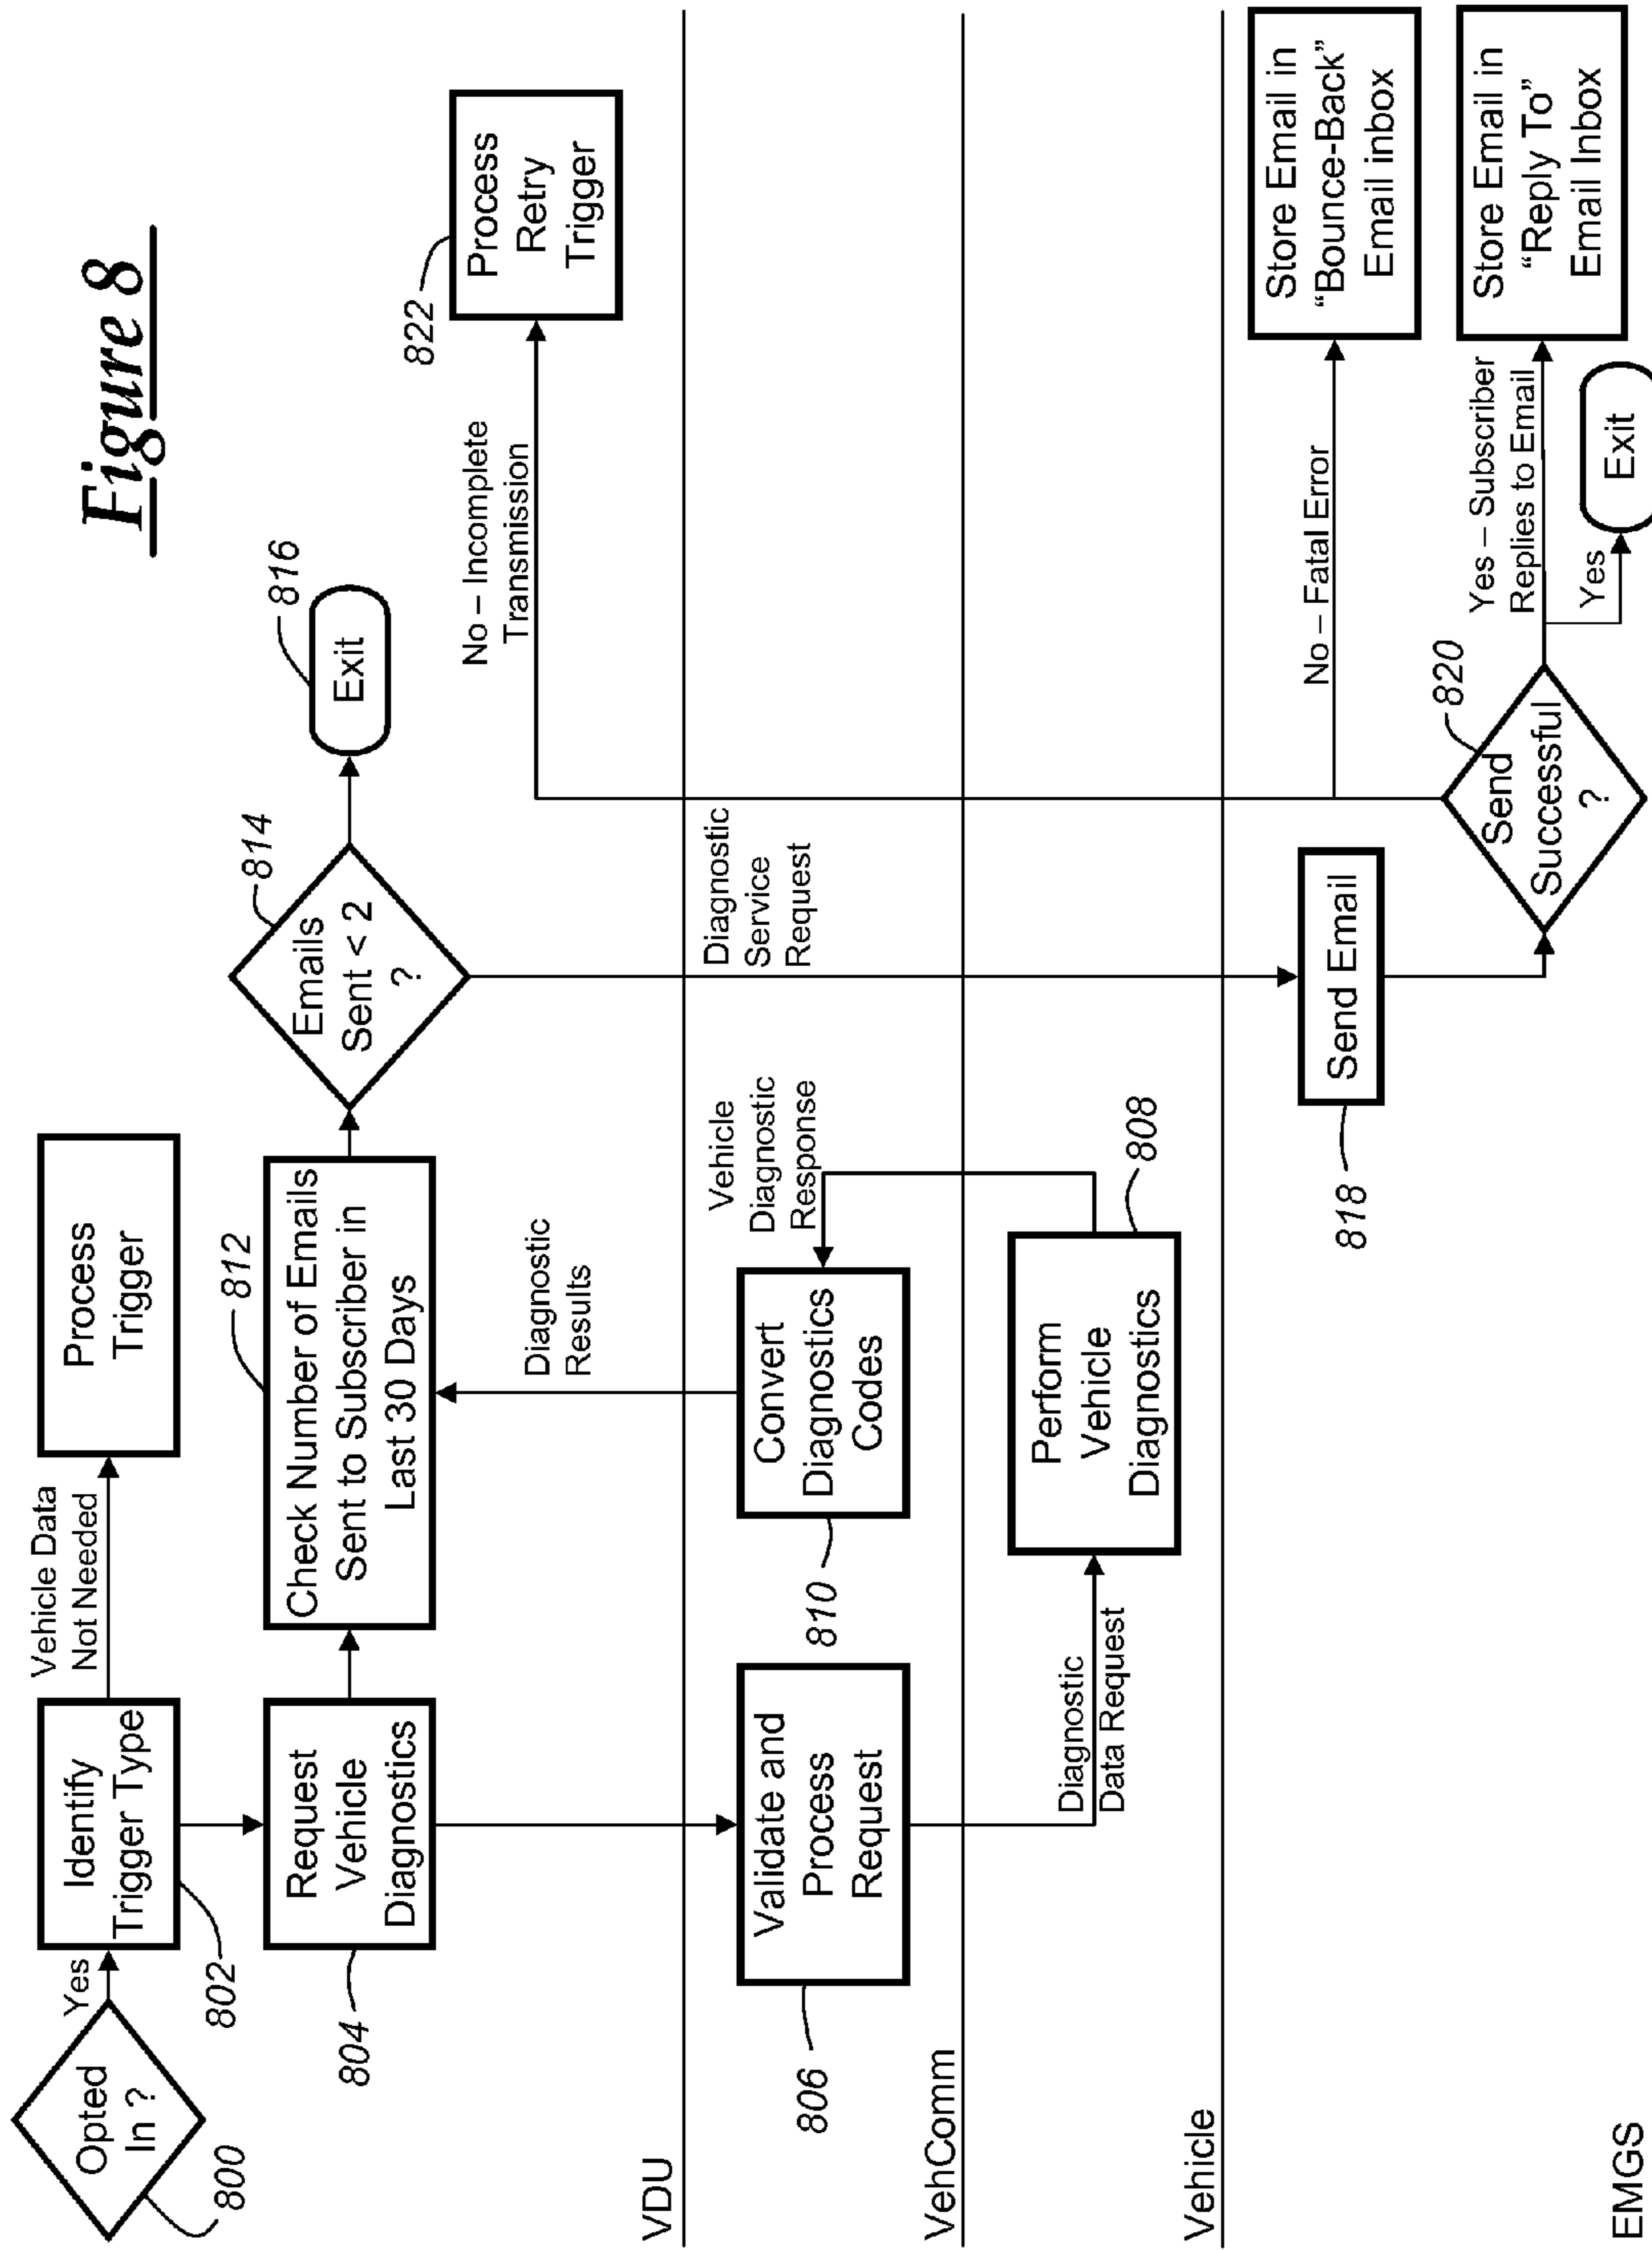 Figure 8
Opted
In ?
800
Yes
Identify
Trigger Type
802
Vehicle Data
Not Needed
Process
Trigger
Request
Vehicle
Diagnostics
804
Check Number of Emails
Sent to Subscriber in
Last 30 Days
812
Emails
Sent < 2
?
814
Exit
816
No – Incomplete
Transmission
Process
Retry
Trigger
822
VDU
Validate and
Process
Request
806
Diagnostic
Results
Convert
Diagnostics
Codes
810
Vehicle
Diagnostic
Response
Diagnostic
Service
Request
VehComm
Diagnostic
Data Request
Perform
Vehicle
Diagnostics
808
Vehicle
Send Email
818
Send
Successful
?
820
No – Fatal Error
Store Email in
“Bounce-Back”
Email inbox
Yes – Subscriber
Replies to Email
Store Email in
“Reply To”
Email Inbox
Yes
Exit
EMGS